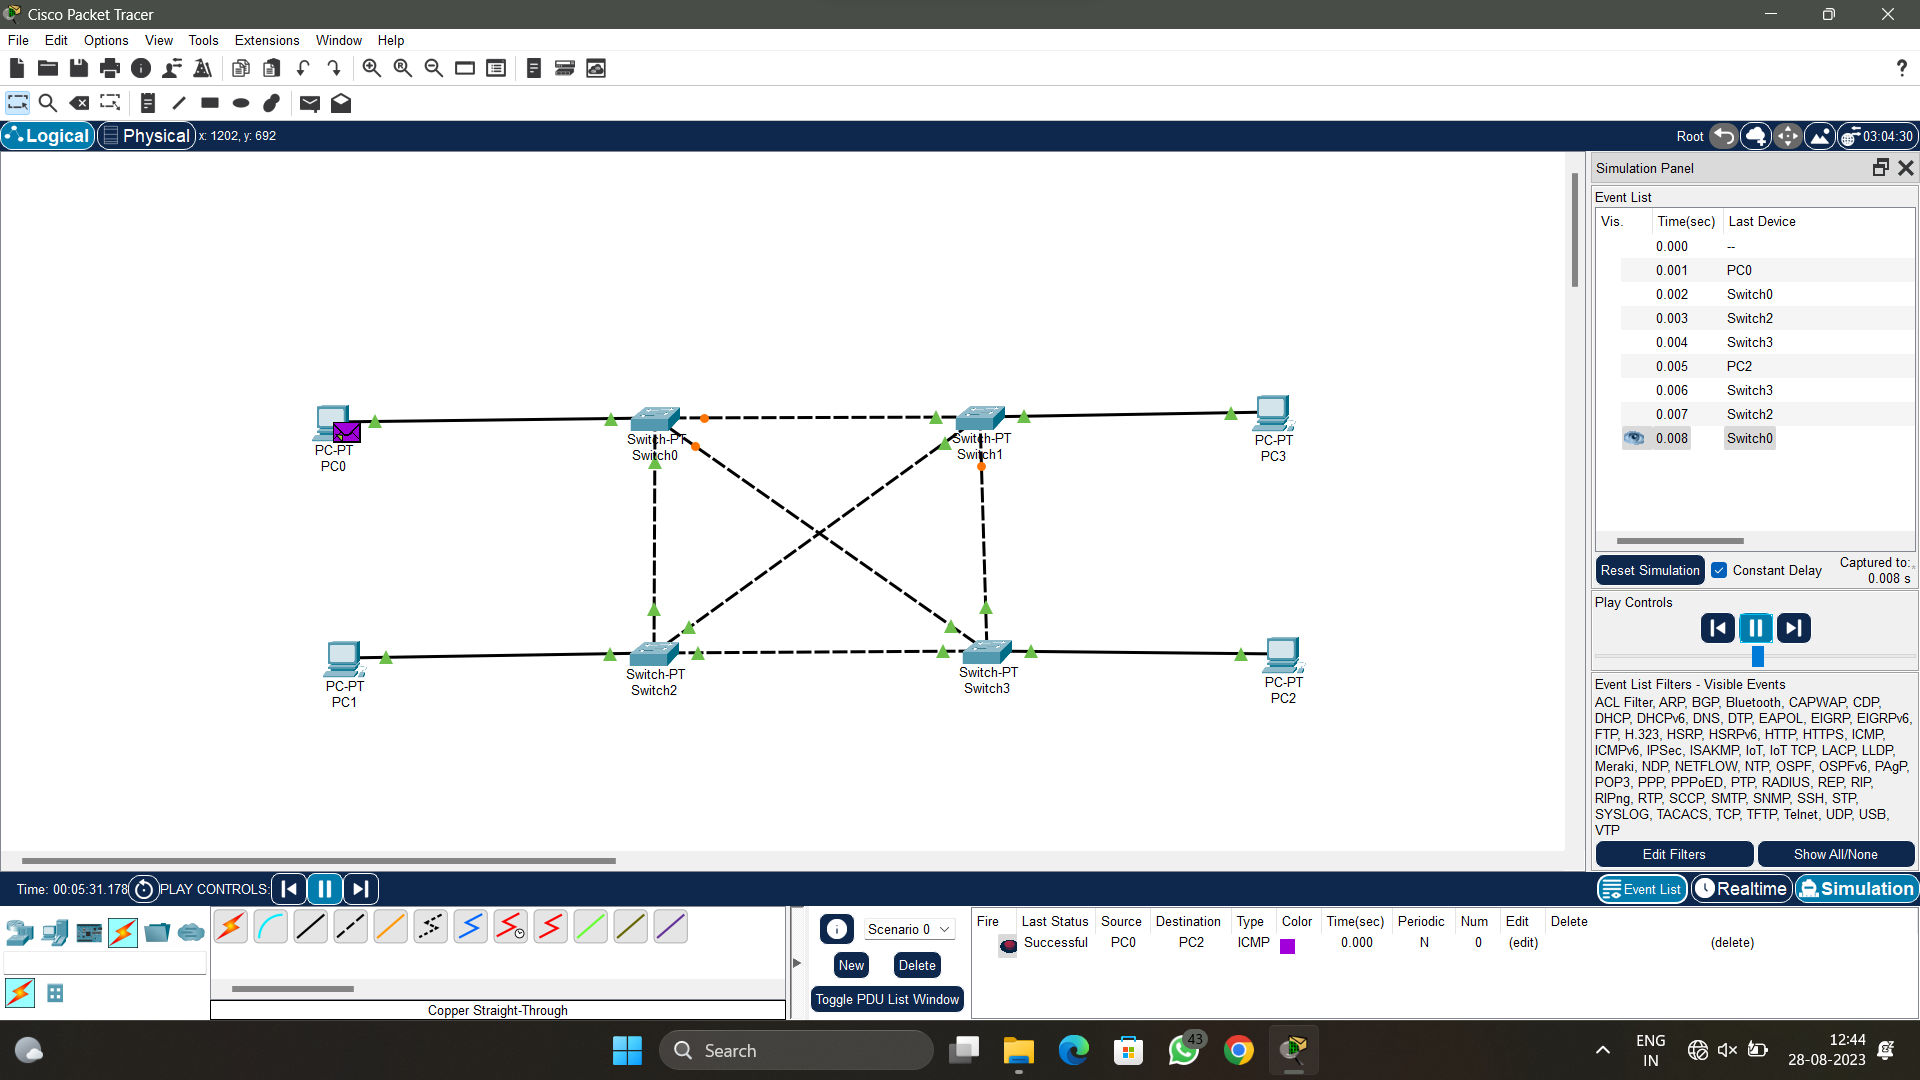 Cisco Packet Tracer
File Edit Options View Tools Extensions Window Help
?
Logical Physical x: 1202, y: 692 Root 03:04:30
Simulation Panel
Event List
Vis. Time(sec) Last Device
0.000 --
0.001 PC0
0.002 Switch0
0.003 Switch2
0.004 Switch3
0.005 PC2
0.006 Switch3
0.007 Switch2
0.008 Switch0
Reset Simulation Constant Delay Captured to:
0.008 s
Play Controls
Event List Filters - Visible Events
ACL Filter, ARP, BGP, Bluetooth, CAPWAP, CDP,
DHCP, DHCPv6, DNS, DTP, EAPOL, EIGRP, EIGRPv6,
FTP, H.323, HSRP, HSRPv6, HTTP, HTTPS, ICMP,
ICMPv6, IPSec, ISAKMP, IoT, IoT TCP, LACP, LLDP,
Meraki, NDP, NETFLOW, NTP, OSPF, OSPFv6, PAgP,
POP3, PPP, PPPoED, PTP, RADIUS, REP, RIP,
RIPng, RTP, SCCP, SMTP, SNMP, SSH, STP,
SYSLOG, TACACS, TCP, TFTP, Telnet, UDP, USB,
VTP
Edit Filters Show All/None
PC-PT
PC0
Switch-PT
Switch0
Switch-PT
Switch1
PC-PT
PC3
PC-PT
PC1
Switch-PT
Switch2
Switch-PT
Switch3
PC-PT
PC2
Time: 00:05:31.178 PLAY CONTROLS: Event List Realtime Simulation
Scenario 0
New Delete
Toggle PDU List Window
Fire Last Status Source Destination Type Color Time(sec) Periodic Num Edit Delete
Successful PC0 PC2 ICMP 0.000 N 0 (edit) (delete)
Copper Straight-Through
Search
43
ENG
IN
12:44
28-08-2023